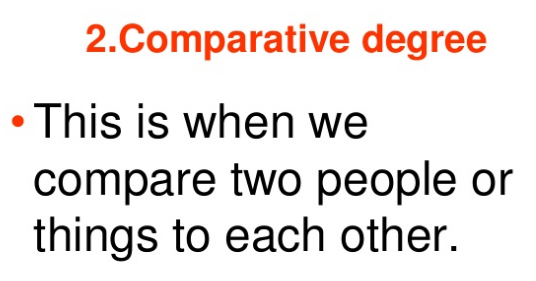 2.Comparative degree
• This is when we
compare two people or
things to each other.